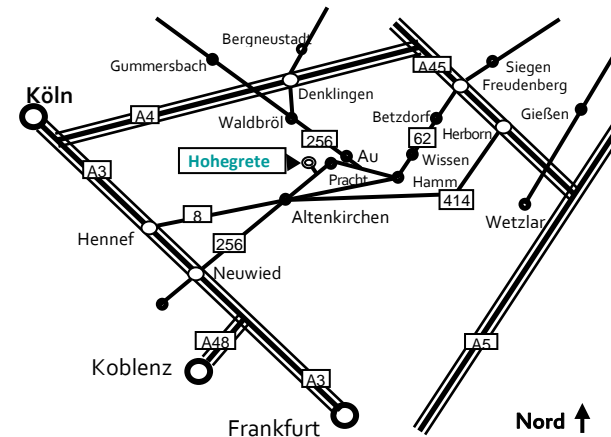 Bergneustadt
Gummersbach
A45
Siegen
Freudenberg
Köln
Denklingen
Gießen
A4
Waldbröl
Betzdorf
256
62
Herborn
Au
Hohegrete
Wissen
A3
Pracht
Hamm
414
8
Altenkirchen
Wetzlar
Hennef
256
Neuwied
A48
A5
Koblenz
A3
Frankfurt
Nord